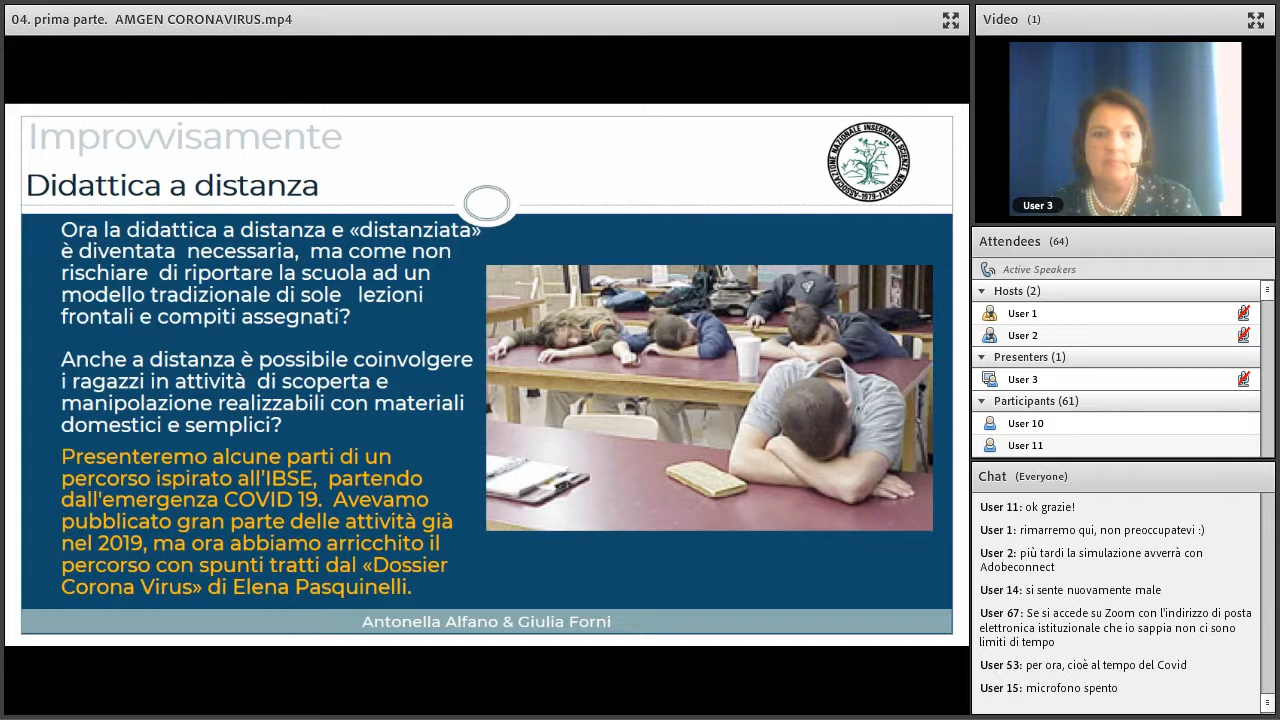 04. prima parte.  AMGEN CORONAVIRUS.mp4
Improvvisamente
Didattica a distanza
ASSOCIAZIONE NAZIONALE INSEGNANTI SCIENZE NATURALI
-1979-
Ora la didattica a distanza e «distanziata»
è diventata  necessaria,  ma come non
rischiare  di riportare la scuola ad un
modello tradizionale di sole   lezioni
frontali e compiti assegnati?
Anche a distanza è possibile coinvolgere
i ragazzi in attività  di scoperta e
manipolazione realizzabili con materiali
domestici e semplici?
Presenteremo alcune parti di un
percorso ispirato all’IBSE,  partendo
dall'emergenza COVID 19.  Avevamo
pubblicato gran parte delle attività già
nel 2019, ma ora abbiamo arricchito il
percorso con spunti tratti dal «Dossier
Corona Virus» di Elena Pasquinelli.
Antonella Alfano & Giulia Forni
Video (1)
User 3
Attendees (64)
Active Speakers
Hosts (2)
User 1
User 2
Presenters (1)
User 3
Participants (61)
User 10
User 11
Chat (Everyone)
User 11: ok grazie!
User 1: rimarremo qui, non preoccupatevi :)
User 2: più tardi la simulazione avverrà con
Adobeconnect
User 14: si sente nuovamente male
User 67: Se si accede su Zoom con l'indirizzo di posta
elettronica istituzionale che io sappia non ci sono
limiti di tempo
User 53: per ora, cioè al tempo del Covid
User 15: microfono spento